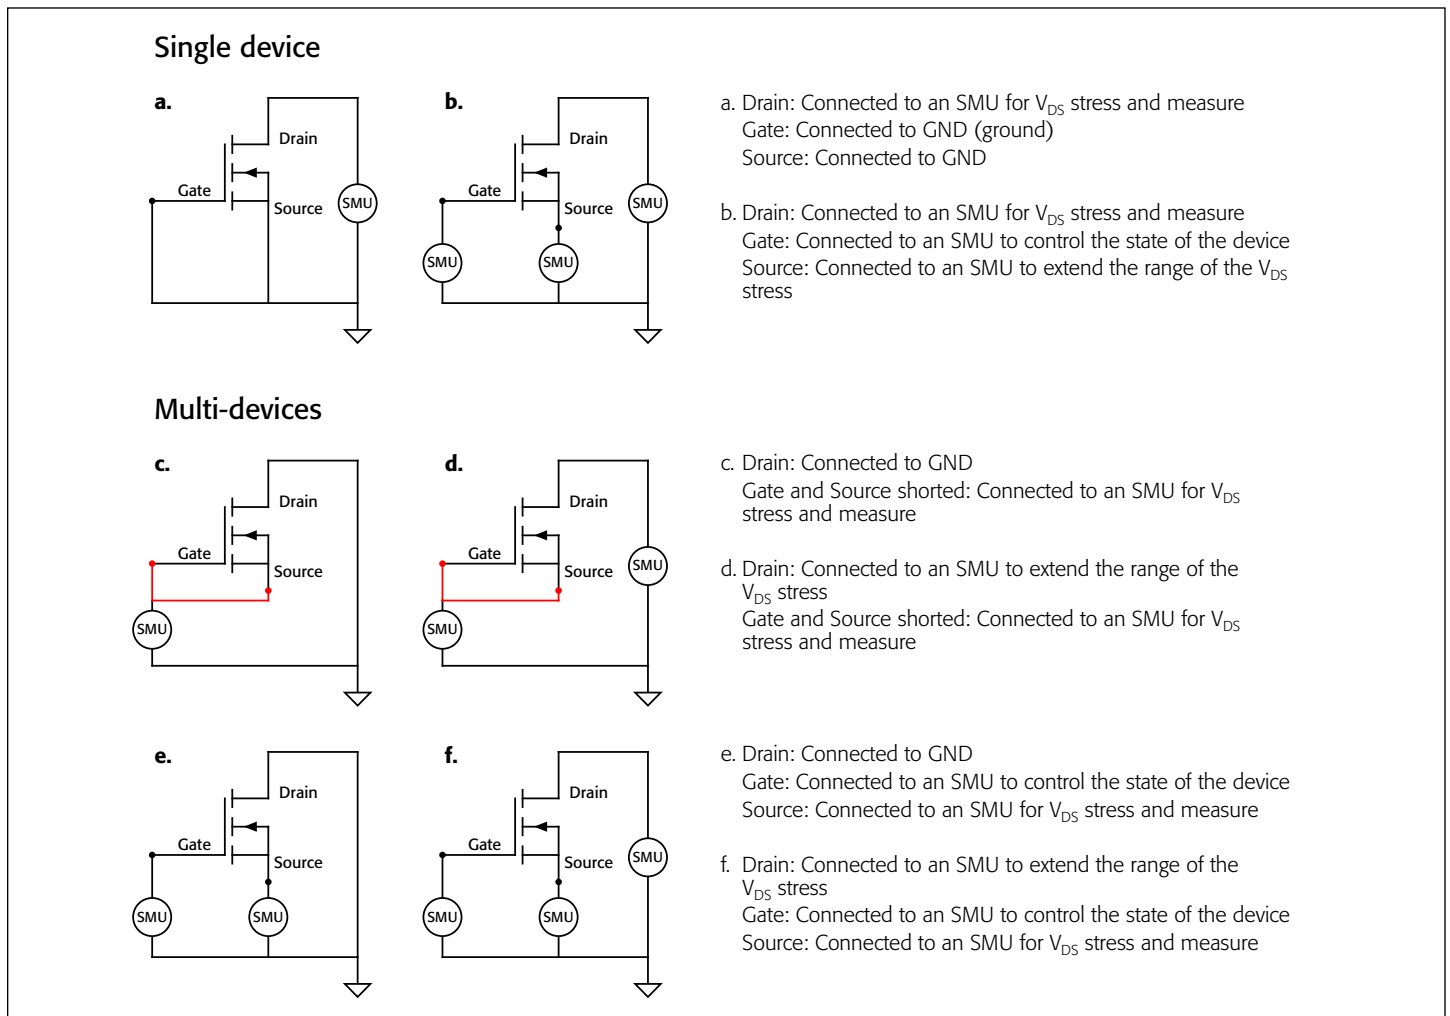 Single device
a.
Drain
Gate
Source
SMU
b.
Drain
Gate
Source
SMU
SMU
SMU
a. Drain: Connected to an SMU for VDS stress and measure
Gate: Connected to GND (ground)
Source: Connected to GND
b. Drain: Connected to an SMU for VDS stress and measure
Gate: Connected to an SMU to control the state of the device
Source: Connected to an SMU to extend the range of the VDS
stress
Multi-devices
c.
Drain
Gate
Source
SMU
d.
Drain
Gate
Source
SMU
SMU
c. Drain: Connected to GND
Gate and Source shorted: Connected to an SMU for VDS
stress and measure
d. Drain: Connected to an SMU to extend the range of the
VDS stress
Gate and Source shorted: Connected to an SMU for VDS
stress and measure
e.
Drain
Gate
Source
SMU
SMU
f.
Drain
Gate
Source
SMU
SMU
SMU
e. Drain: Connected to GND
Gate: Connected to an SMU to control the state of the device
Source: Connected to an SMU for VDS stress and measure
f. Drain: Connected to an SMU to extend the range of the
VDS stress
Gate: Connected to an SMU to control the state of the device
Source: Connected to an SMU for VDS stress and measure